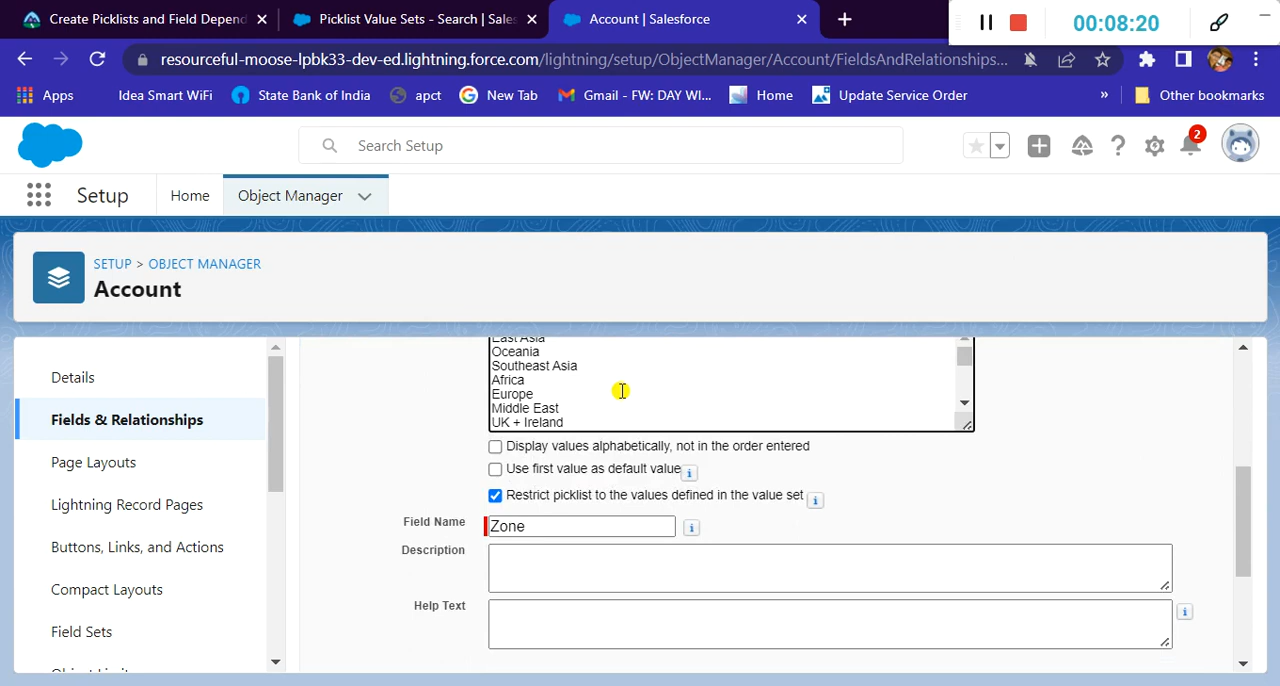 Create Picklists and Field Depend
Picklist Value Sets - Search | Sales
Account | Salesforce
00:08:20
resourceful-moose-lpbk33-dev-ed.lightning.force.com/lightning/setup/ObjectManager/Account/FieldsAndRelationships...
Apps
Idea Smart WiFi
State Bank of India
apct
New Tab
Gmail - FW: DAY WI...
Home
Update Service Order
»
Other bookmarks
Search Setup
2
Setup
Home
Object Manager
SETUP > OBJECT MANAGER
Account
Details
Fields & Relationships
Page Layouts
Lightning Record Pages
Buttons, Links, and Actions
Compact Layouts
Field Sets
Object Limits
East Asia
Oceania
Southeast Asia
Africa
Europe
Middle East
UK + Ireland
Display values alphabetically, not in the order entered
Use first value as default value
Restrict picklist to the values defined in the value set
Field Name
Zone
Description
Help Text